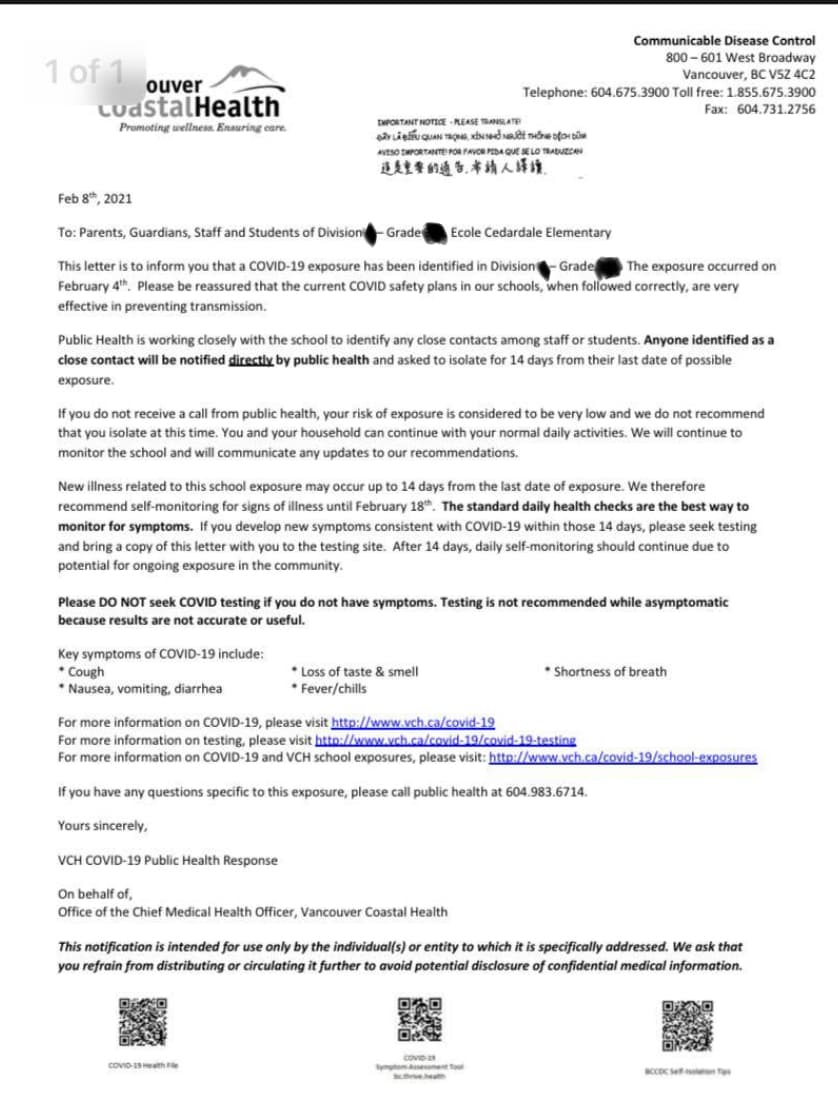 1 of 1
ouver
CoastalHealth
Promoting wellness. Ensuring care.
Communicable Disease Control
800 – 601 West Broadway
Vancouver, BC V5Z 4C2
Telephone: 604.675.3900 Toll free: 1.855.675.3900
Fax: 604.731.2756
IMPORTANT NOTICE - PLEASE TRANSLATE!
ĐÂY LÀ ĐIỀU QUAN TRỌNG, XIN NHỜ NGƯỜI THÔNG DỊCH DÙM
AVISO IMPORTANTE! POR FAVOR PIDA QUE SE LO TRADUZCAN
這是重要的通告,希請人譯讀.
Feb 8th, 2021
To: Parents, Guardians, Staff and Students of Division – Grade Ecole Cedardale Elementary
This letter is to inform you that a COVID-19 exposure has been identified in Division – Grade The exposure occurred on
February 4th. Please be reassured that the current COVID safety plans in our schools, when followed correctly, are very
effective in preventing transmission.
Public Health is working closely with the school to identify any close contacts among staff or students. Anyone identified as a
close contact will be notified directly by public health and asked to isolate for 14 days from their last date of possible
exposure.
If you do not receive a call from public health, your risk of exposure is considered to be very low and we do not recommend
that you isolate at this time. You and your household can continue with your normal daily activities. We will continue to
monitor the school and will communicate any updates to our recommendations.
New illness related to this school exposure may occur up to 14 days from the last date of exposure. We therefore
recommend self-monitoring for signs of illness until February 18th. The standard daily health checks are the best way to
monitor for symptoms. If you develop new symptoms consistent with COVID-19 within those 14 days, please seek testing
and bring a copy of this letter with you to the testing site. After 14 days, daily self-monitoring should continue due to
potential for ongoing exposure in the community.
Please DO NOT seek COVID testing if you do not have symptoms. Testing is not recommended while asymptomatic
because results are not accurate or useful.
Key symptoms of COVID-19 include:
* Cough * Loss of taste & smell * Shortness of breath
* Nausea, vomiting, diarrhea * Fever/chills
For more information on COVID-19, please visit http://www.vch.ca/covid-19
For more information on testing, please visit http://www.vch.ca/covid-19/covid-19-testing
For more information on COVID-19 and VCH school exposures, please visit: http://www.vch.ca/covid-19/school-exposures
If you have any questions specific to this exposure, please call public health at 604.983.6714.
Yours sincerely,
VCH COVID-19 Public Health Response
On behalf of,
Office of the Chief Medical Health Officer, Vancouver Coastal Health
This notification is intended for use only by the individual(s) or entity to which it is specifically addressed. We ask that
you refrain from distributing or circulating it further to avoid potential disclosure of confidential medical information.
COVID-19 Health File
COVID-19
Symptom Assessment Tool
bc.thrive.health
BCCDC Self-Isolation Tips